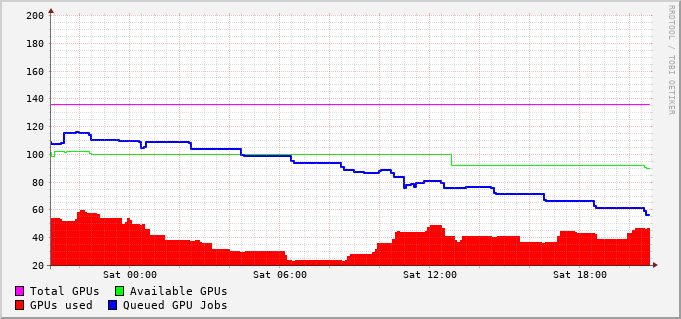 200
180
160
140
120
100
80
60
40
20
Sat 00:00 Sat 06:00 Sat 12:00 Sat 18:00
Total GPUs Available GPUs
GPUs used Queued GPU Jobs
RRDTOOL / TOBI OETIKER